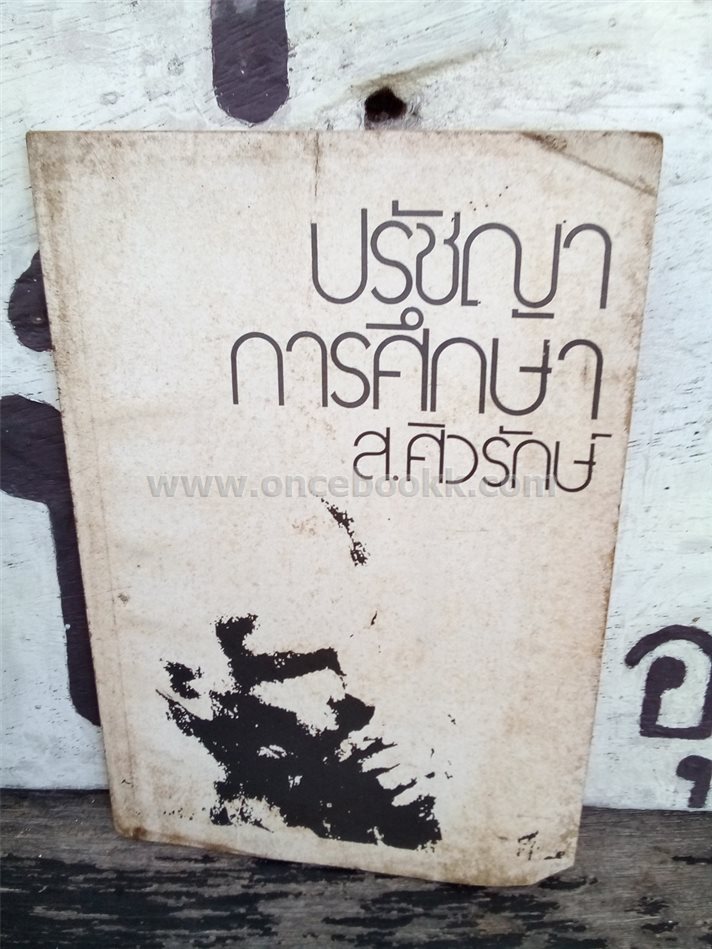 ปรัชญา
การศึกษา
ส.ศิวรักษ์
www.oncebookk.com
อุ